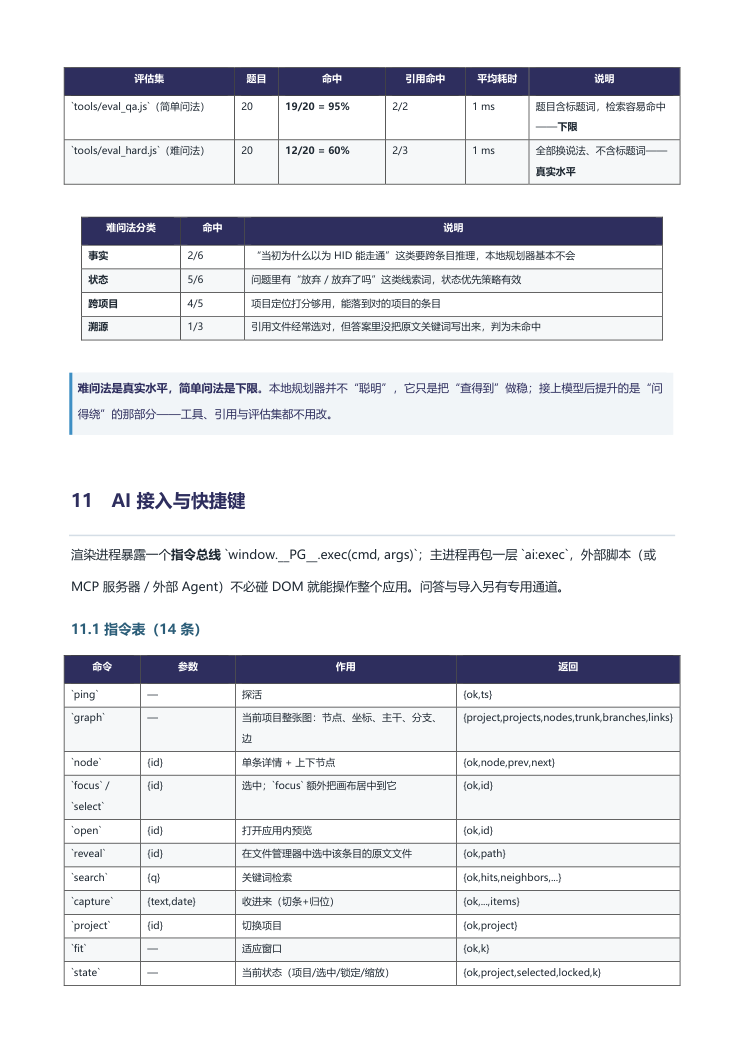 评估集 题目 命中 引用命中 平均耗时 说明
`tools/eval_qa.js`（简单问法） 20 19/20 = 95% 2/2 1 ms 题目含标题词，检索容易命中
——下限
`tools/eval_hard.js`（难问法） 20 12/20 = 60% 2/3 1 ms 全部换说法、不含标题词——
真实水平
难问法分类 命中 说明
事实 2/6 “当初为什么以为 HID 能走通”这类要跨条目推理，本地规划器基本不会
状态 5/6 问题里有“放弃 / 放弃了吗”这类线索词，状态优先策略有效
跨项目 4/5 项目定位打分够用，能落到对的项目的条目
溯源 1/3 引用文件经常选对，但答案里没把原文关键词写出来，判为未命中
难问法是真实水平，简单问法是下限。本地规划器并不“聪明”，它只是把“查得到”做稳；接上模型后提升的是“问
得绕”的那部分——工具、引用与评估集都不用改。
11 AI 接入与快捷键
渲染进程暴露一个指令总线 `window.__PG__.exec(cmd, args)`；主进程再包一层 `ai:exec`，外部脚本（或
MCP 服务器 / 外部 Agent）不必碰 DOM 就能操作整个应用。问答与导入另有专用通道。
11.1 指令表（14 条）
命令 参数 作用 返回
`ping` — 探活 {ok,ts}
`graph` — 当前项目整张图：节点、坐标、主干、分支、 {project,projects,nodes,trunk,branches,links}
边
`node` {id} 单条详情 + 上下节点 {ok,node,prev,next}
`focus` / {id} 选中；`focus` 额外把画布居中到它 {ok,id}
`select`
`open` {id} 打开应用内预览 {ok,id}
`reveal` {id} 在文件管理器中选中该条目的原文文件 {ok,path}
`search` {q} 关键词检索 {ok,hits,neighbors,...}
`capture` {text,date} 收进来（切条+归位） {ok,...,items}
`project` {id} 切换项目 {ok,project}
`fit` — 适应窗口 {ok,k}
`state` — 当前状态（项目/选中/锁定/缩放） {ok,project,selected,locked,k}